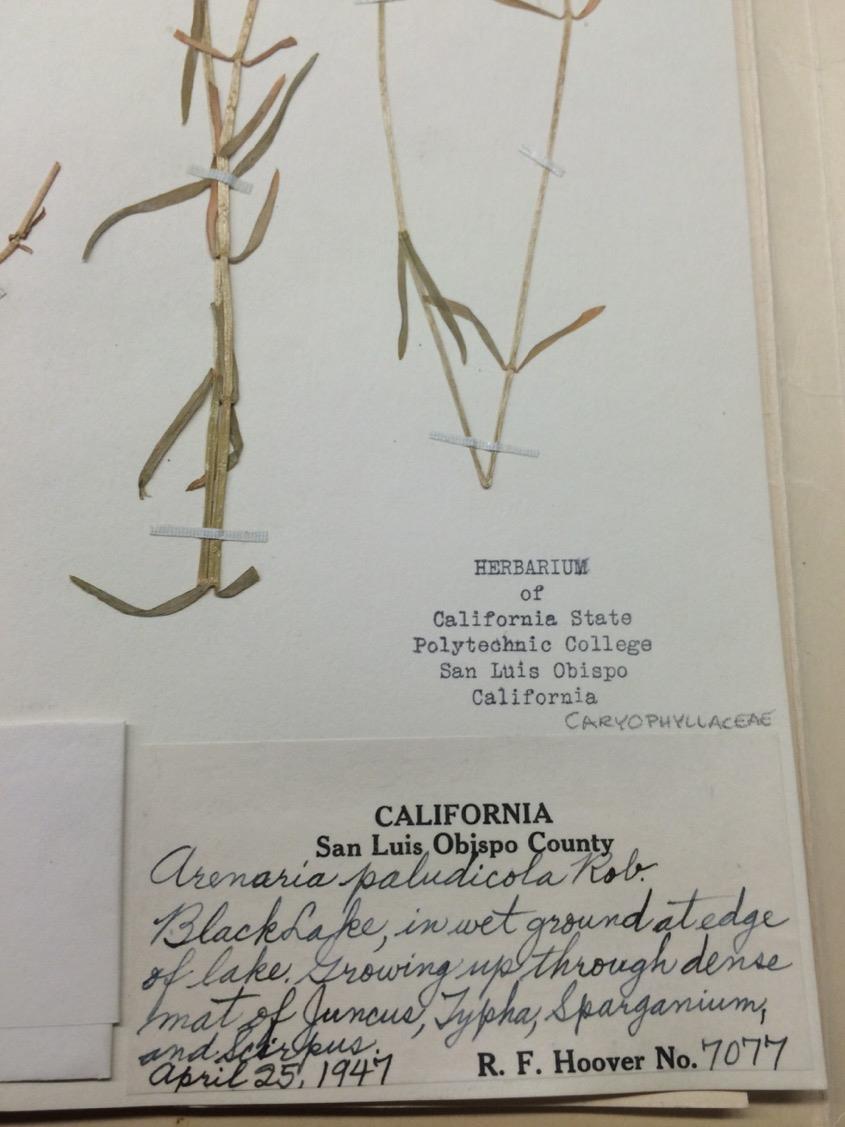 HERBARIUM
of
California State
Polytechnic College
San Luis Obispo
California
CARYOPHYLLACEAE
CALIFORNIA
San Luis Obispo County
Arenaria paludicola Rob.
Black Lake, in wet ground at edge
of lake. Growing up through dense
mat of Juncus, Typha, Sparganium,
and Scirpus.
April 25, 1947
R. F. Hoover No. 7077